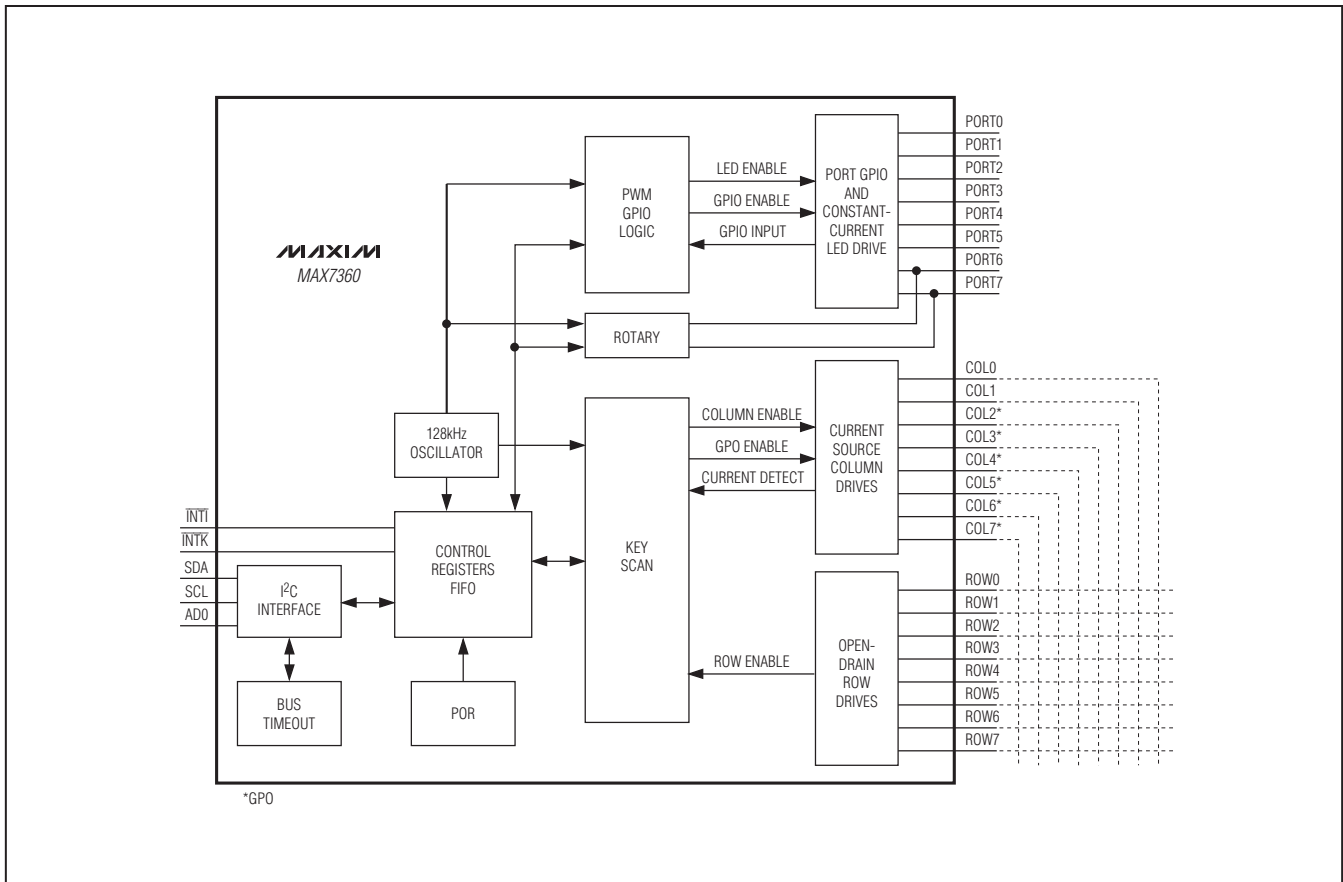 MAXIM
MAX7360
PWM
GPIO
LOGIC
LED ENABLE
GPIO ENABLE
GPIO INPUT
PORT GPIO
AND
CONSTANT-
CURRENT
LED DRIVE
PORT0
PORT1
PORT2
PORT3
PORT4
PORT5
PORT6
PORT7
ROTARY
128kHz
OSCILLATOR
COLUMN ENABLE
GPO ENABLE
CURRENT DETECT
CURRENT
SOURCE
COLUMN
DRIVES
COL0
COL1
COL2*
COL3*
COL4*
COL5*
COL6*
COL7*
INTI
INTK
SDA
SCL
AD0
I2C
INTERFACE
CONTROL
REGISTERS
FIFO
KEY
SCAN
BUS
TIMEOUT
POR
ROW ENABLE
OPEN-
DRAIN
ROW
DRIVES
ROW0
ROW1
ROW2
ROW3
ROW4
ROW5
ROW6
ROW7
*GPO